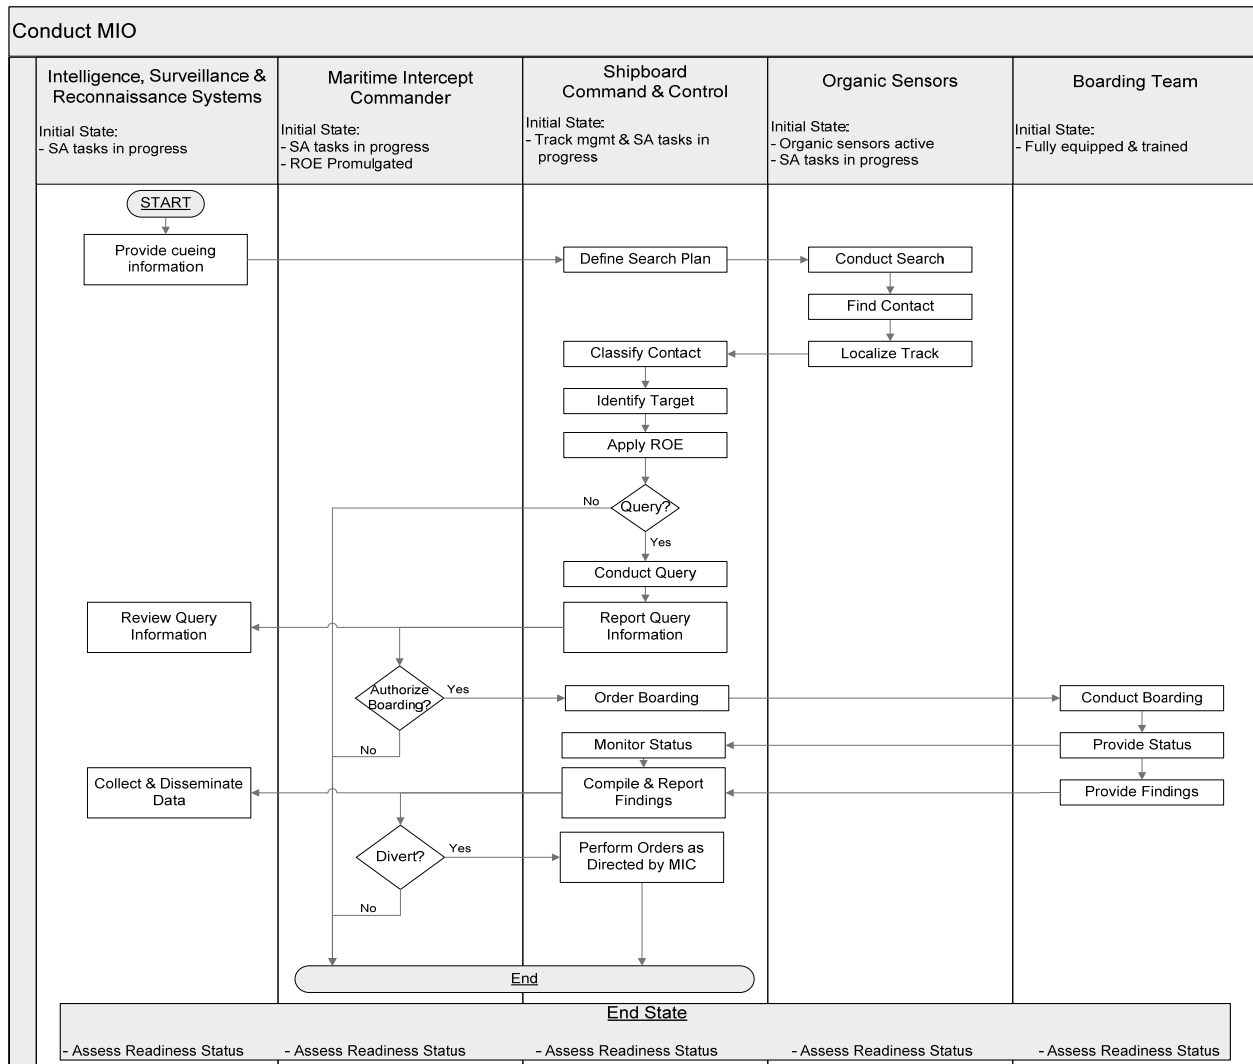 Conduct MIO
Intelligence, Surveillance &
Reconnaissance Systems
Initial State:
- SA tasks in progress
Maritime Intercept
Commander
Initial State:
- SA tasks in progress
- ROE Promulgated
Shipboard
Command & Control
Initial State:
- Track mgmt & SA tasks in
progress
Organic Sensors
Initial State:
- Organic sensors active
- SA tasks in progress
Boarding Team
Initial State:
- Fully equipped & trained
START
Provide cueing
information
Define Search Plan
Conduct Search
Find Contact
Classify Contact
Localize Track
Identify Target
Apply ROE
No
Query?
Yes
Conduct Query
Review Query
Information
Report Query
Information
Authorize
Boarding?
Yes
Order Boarding
Conduct Boarding
No
Monitor Status
Provide Status
Collect & Disseminate
Data
Compile & Report
Findings
Provide Findings
Divert?
Yes
Perform Orders as
Directed by MIC
No
End
End State
- Assess Readiness Status
- Assess Readiness Status
- Assess Readiness Status
- Assess Readiness Status
- Assess Readiness Status